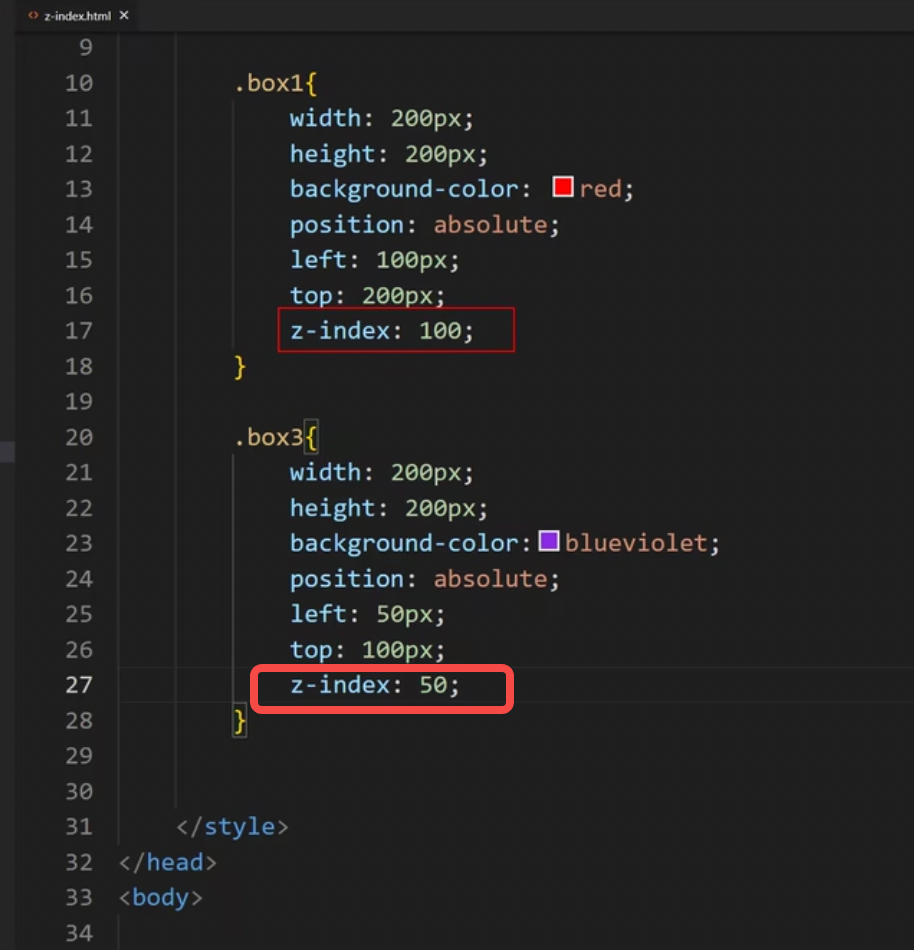 <> z-index.html ×
9
10 .box1{
11 width: 200px;
12 height: 200px;
13 background-color: red;
14 position: absolute;
15 left: 100px;
16 top: 200px;
17 z-index: 100;
18 }
19
20 .box3{
21 width: 200px;
22 height: 200px;
23 background-color: blueviolet;
24 position: absolute;
25 left: 50px;
26 top: 100px;
27 z-index: 50;
28 }
29
30
31 </style>
32 </head>
33 <body>
34